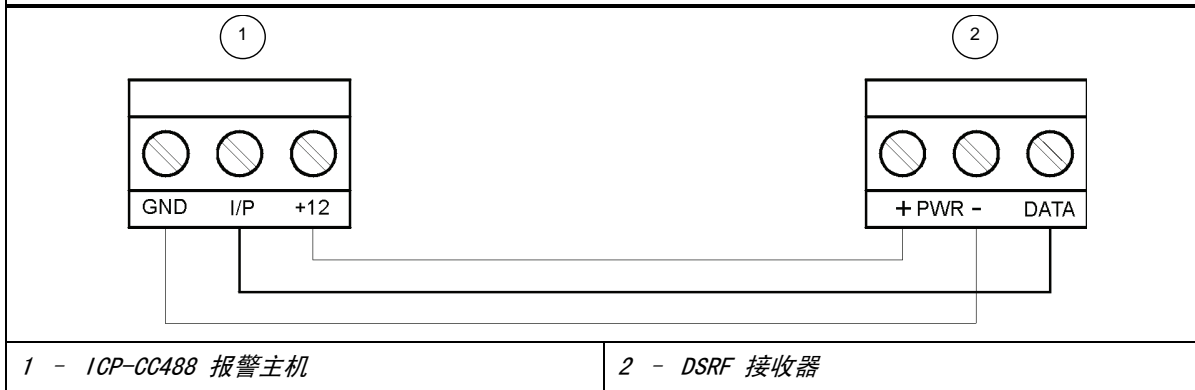 1 2
GND I/P +12
+ PWR - DATA
1 - ICP-CC488 报警主机
2 - DSRF 接收器